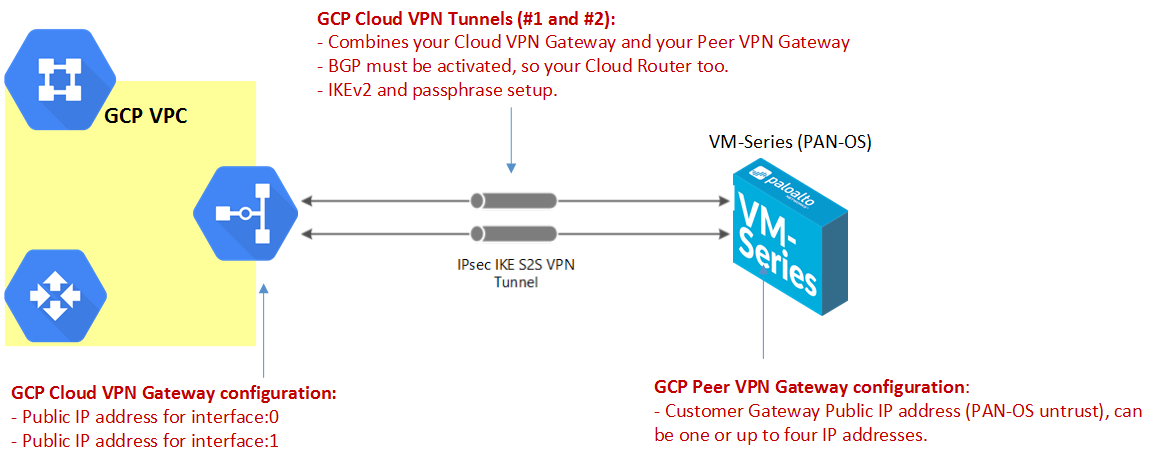 GCP Cloud VPN Tunnels (#1 and #2):
- Combines your Cloud VPN Gateway and your Peer VPN Gateway
- BGP must be activated, so your Cloud Router too.
- IKEv2 and passphrase setup.
GCP VPC
VM-Series (PAN-OS)
paloalto
VM-
Series
IPsec IKE S2S VPN
Tunnel
GCP Cloud VPN Gateway configuration:
- Public IP address for interface:0
- Public IP address for interface:1
GCP Peer VPN Gateway configuration:
- Customer Gateway Public IP address (PAN-OS untrust), can
be one or up to four IP addresses.